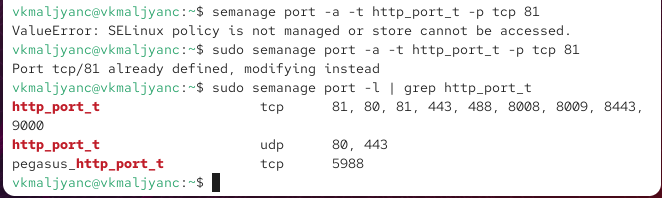 vkmaljyanc@vkmaljyanc:~$ semanage port -a -t http_port_t -p tcp 81
ValueError: SELinux policy is not managed or store cannot be accessed.
vkmaljyanc@vkmaljyanc:~$ sudo semanage port -a -t http_port_t -p tcp 81
Port tcp/81 already defined, modifying instead
vkmaljyanc@vkmaljyanc:~$ sudo semanage port -l | grep http_port_t
http_port_t                    tcp      81, 80, 81, 443, 488, 8008, 8009, 8443,
9000
http_port_t                    udp      80, 443
pegasus_http_port_t            tcp      5988
vkmaljyanc@vkmaljyanc:~$